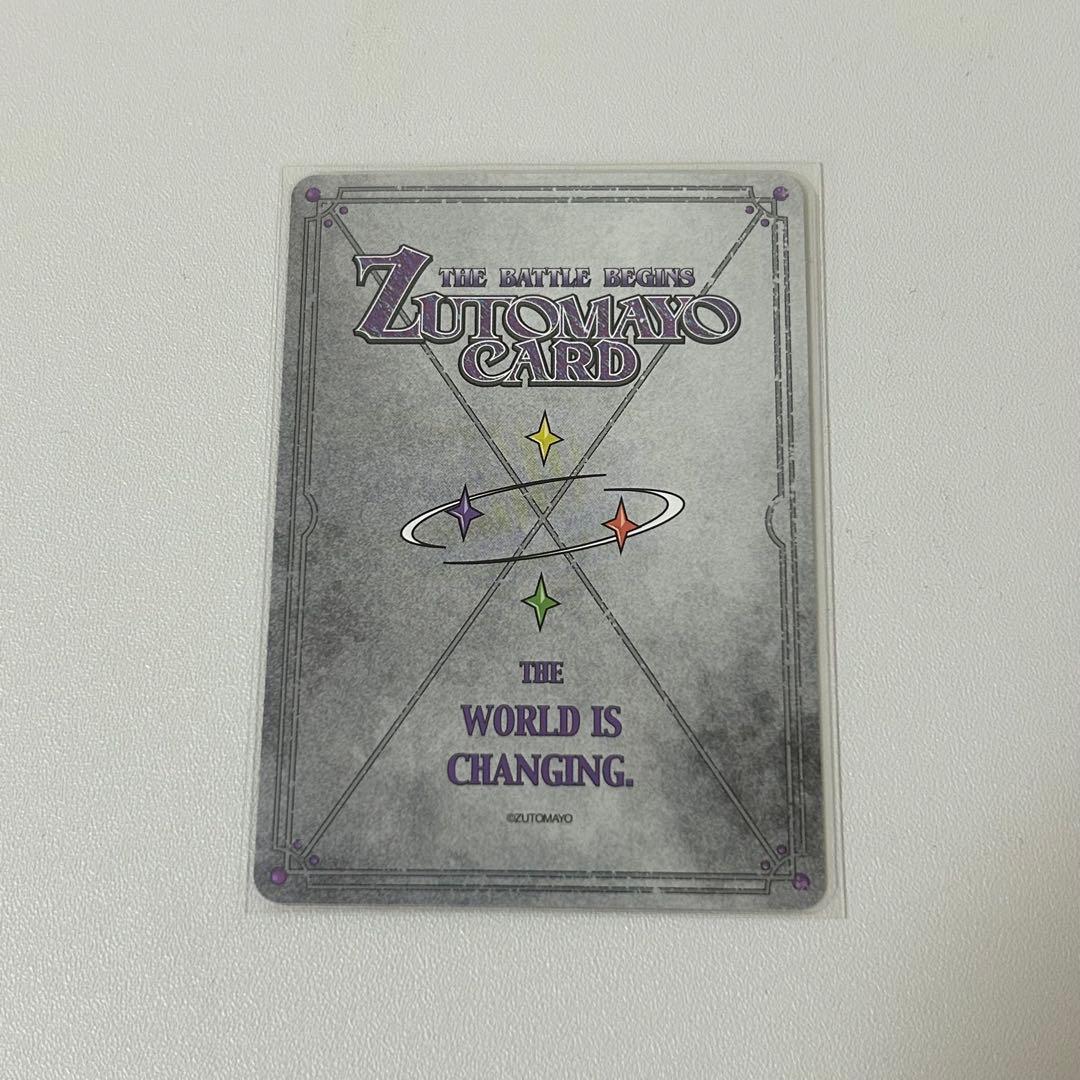 THE BATTLE BEGINS
ZUTOMAYO
CARD
THE
WORLD IS
CHANGING.
©ZUTOMAYO